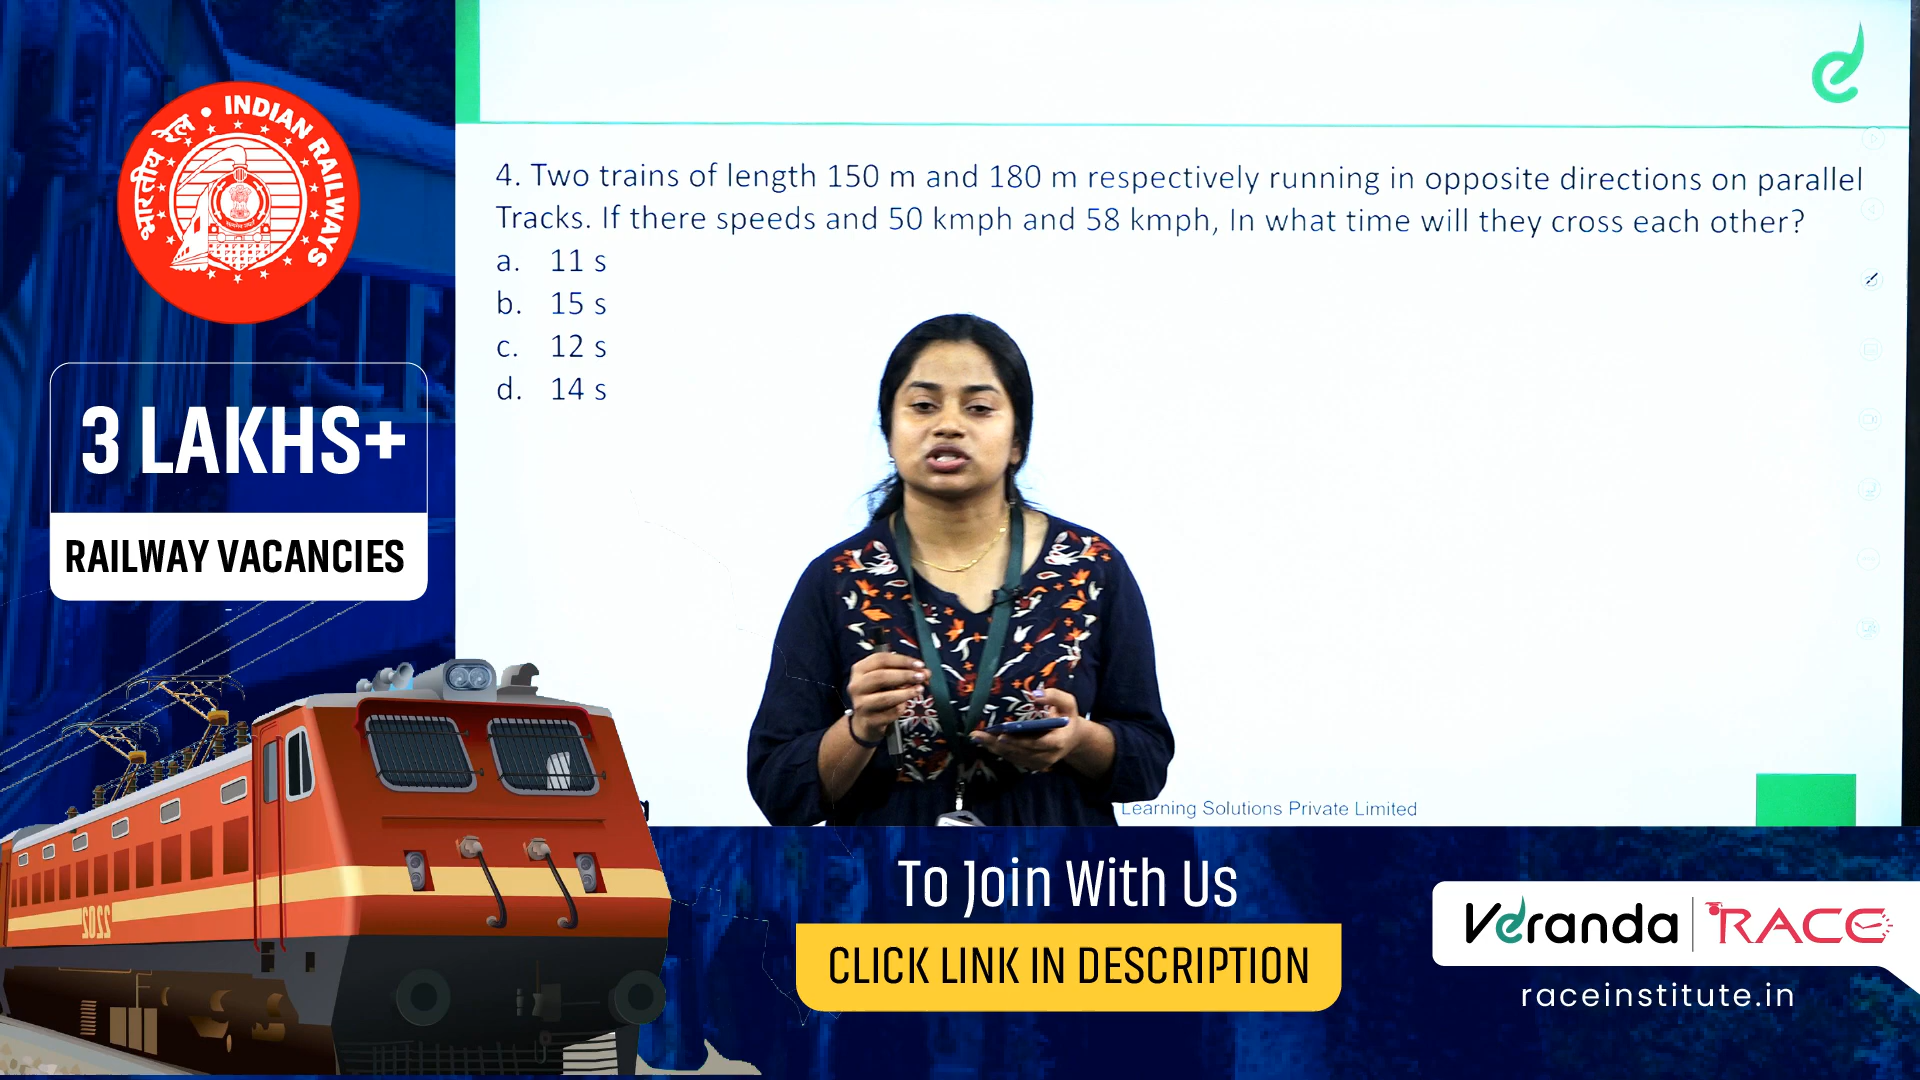 भारतीय रेल • INDIAN RAILWAYS
3 LAKHS+
RAILWAY VACANCIES
4. Two trains of length 150 m and 180 m respectively running in opposite directions on parallel
Tracks. If there speeds and 50 kmph and 58 kmph, In what time will they cross each other?
a. 11 s
b. 15 s
c. 12 s
d. 14 s
Learning Solutions Private Limited
2022
To Join With Us
CLICK LINK IN DESCRIPTION
Veranda RACE
raceinstitute.in